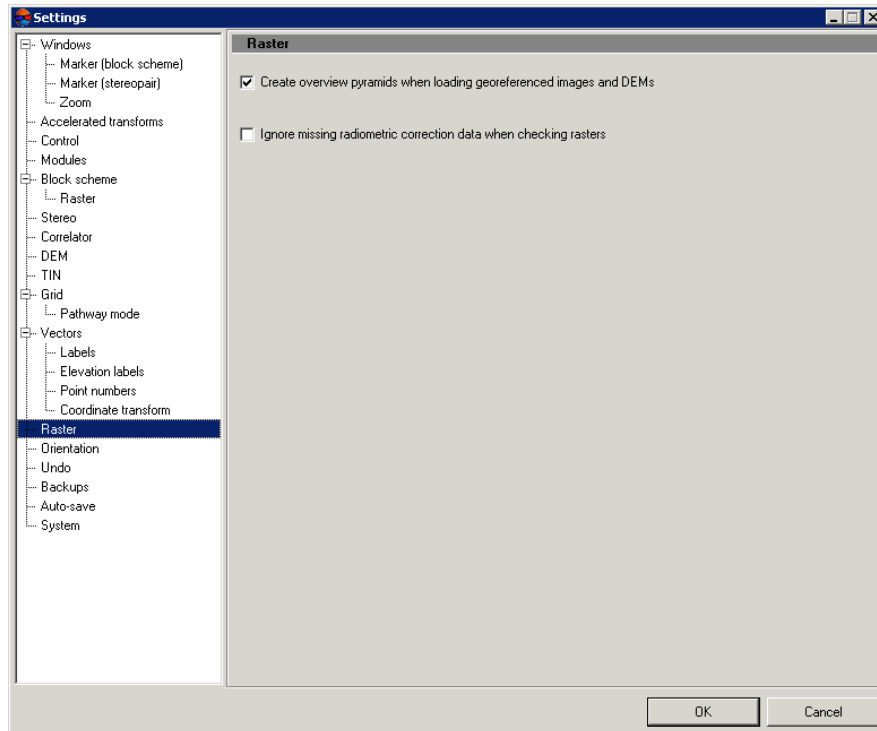 Settings
Windows
Marker (block scheme)
Marker (stereopair)
Zoom
Accelerated transforms
Control
Modules
Block scheme
Raster
Stereo
Correlator
DEM
TIN
Grid
Pathway mode
Vectors
Labels
Elevation labels
Point numbers
Coordinate transform
Raster
Orientation
Undo
Backups
Auto-save
System
Raster
Create overview pyramids when loading georeferenced images and DEMs
Ignore missing radiometric correction data when checking rasters
OK
Cancel